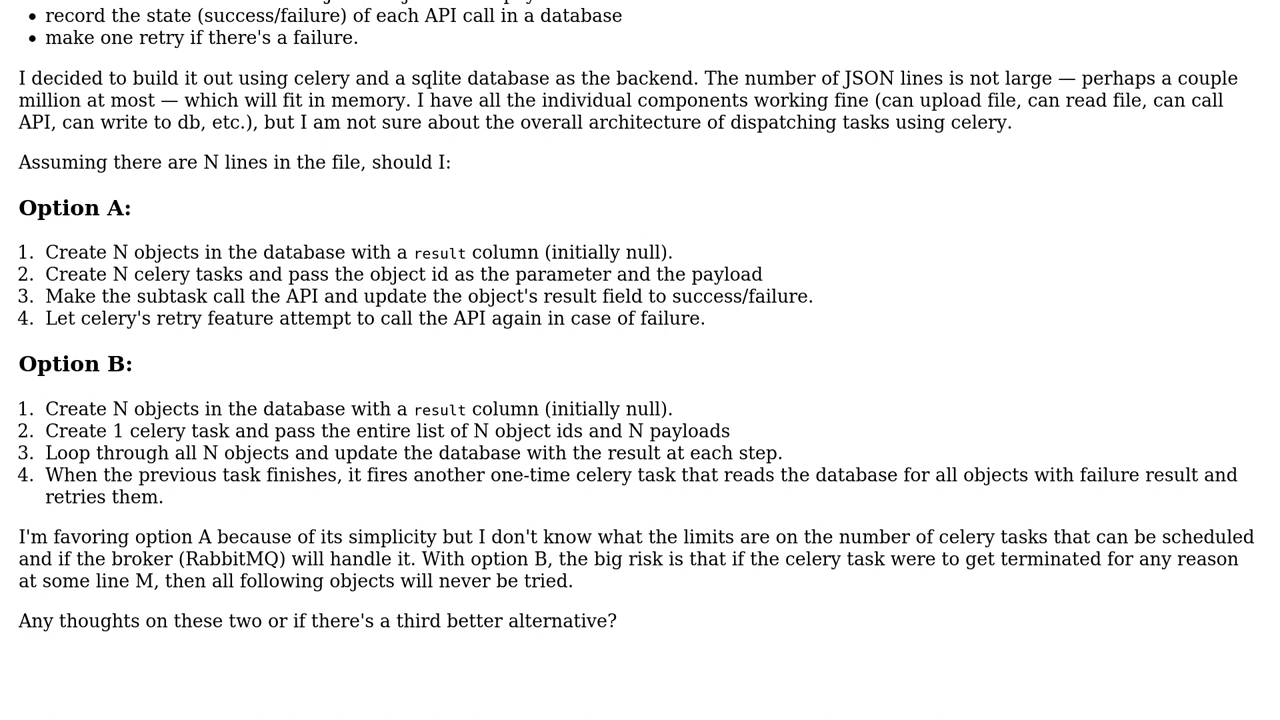 record the state (success/failure) of each API call in a database
make one retry if there's a failure.
I decided to build it out using celery and a sqlite database as the backend. The number of JSON lines is not large — perhaps a couple
million at most — which will fit in memory. I have all the individual components working fine (can upload file, can read file, can call
API, can write to db, etc.), but I am not sure about the overall architecture of dispatching tasks using celery.
Assuming there are N lines in the file, should I:
Option A:
1. Create N objects in the database with a result column (initially null).
2. Create N celery tasks and pass the object id as the parameter and the payload
3. Make the subtask call the API and update the object's result field to success/failure.
4. Let celery's retry feature attempt to call the API again in case of failure.
Option B:
1. Create N objects in the database with a result column (initially null).
2. Create 1 celery task and pass the entire list of N object ids and N payloads
3. Loop through all N objects and update the database with the result at each step.
4. When the previous task finishes, it fires another one-time celery task that reads the database for all objects with failure result and
retries them.
I'm favoring option A because of its simplicity but I don't know what the limits are on the number of celery tasks that can be scheduled
and if the broker (RabbitMQ) will handle it. With option B, the big risk is that if the celery task were to get terminated for any reason
at some line M, then all following objects will never be tried.
Any thoughts on these two or if there's a third better alternative?